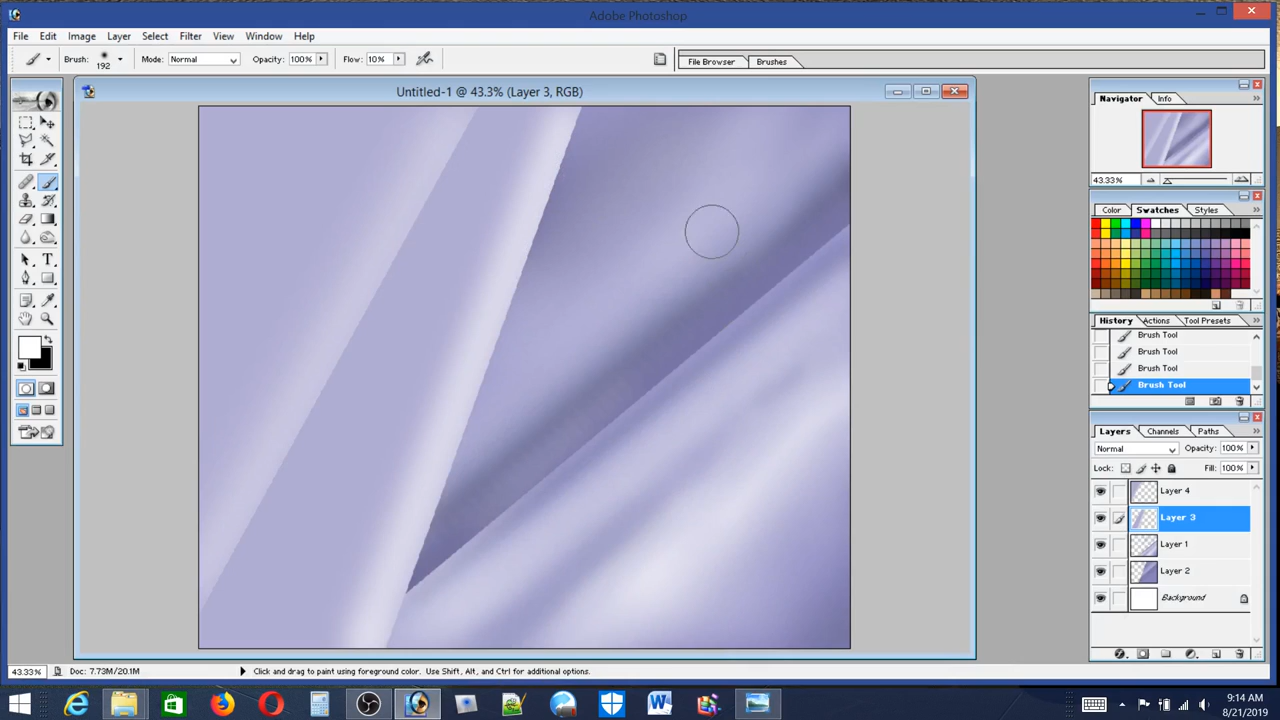 Adobe Photoshop
File Edit Image Layer Select Filter View Window Help
Brush: 192 Mode: Normal Opacity: 100% Flow: 10% File Browser Brushes
Untitled-1 @ 43.3% (Layer 3, RGB)
Navigator Info
43.33%
Color Swatches Styles
History Actions Tool Presets
Brush Tool
Brush Tool
Brush Tool
Brush Tool
Layers Channels Paths
Normal Opacity: 100%
Lock: Fill: 100%
Layer 4
Layer 3
Layer 1
Layer 2
Background
43.33% Doc: 7.73M/20.1M Click and drag to paint using foreground color. Use Shift, Alt, and Ctrl for additional options.
9:14 AM
8/21/2019